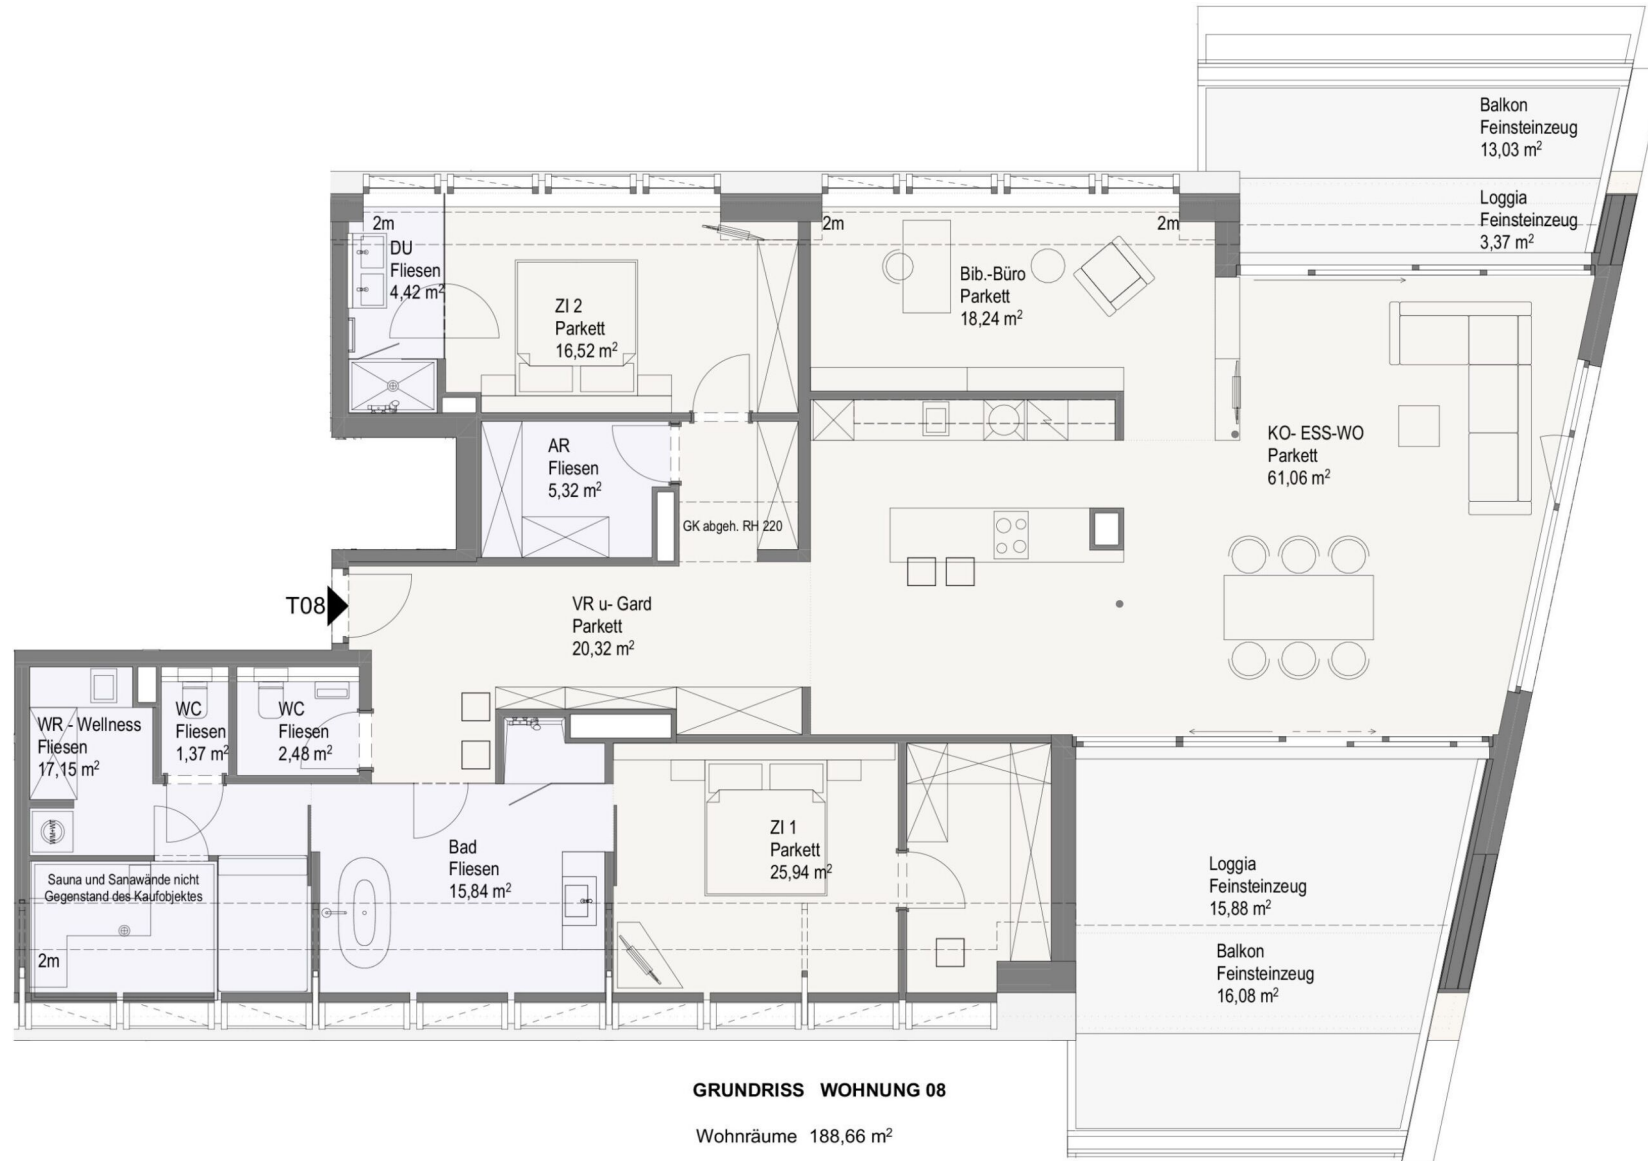 Balkon
Feinsteinzeug
13,03 m²
Loggia
Feinsteinzeug
3,37 m²
2m
DU
Fliesen
4,42 m²
ZI 2
Parkett
16,52 m²
2m
2m
Bib.-Büro
Parkett
18,24 m²
KO- ESS-WO
Parkett
61,06 m²
AR
Fliesen
5,32 m²
GK abgeh. RH 220
T08
VR u- Gard
Parkett
20,32 m²
WR - Wellness
Fliesen
17,15 m²
WC
Fliesen
1,37 m²
WC
Fliesen
2,48 m²
WM+WT
Sauna und Sanawände nicht
Gegenstand des Kaufobjektes
2m
Bad
Fliesen
15,84 m²
ZI 1
Parkett
25,94 m²
Loggia
Feinsteinzeug
15,88 m²
Balkon
Feinsteinzeug
16,08 m²
GRUNDRISS WOHNUNG 08
Wohnräume 188,66 m²